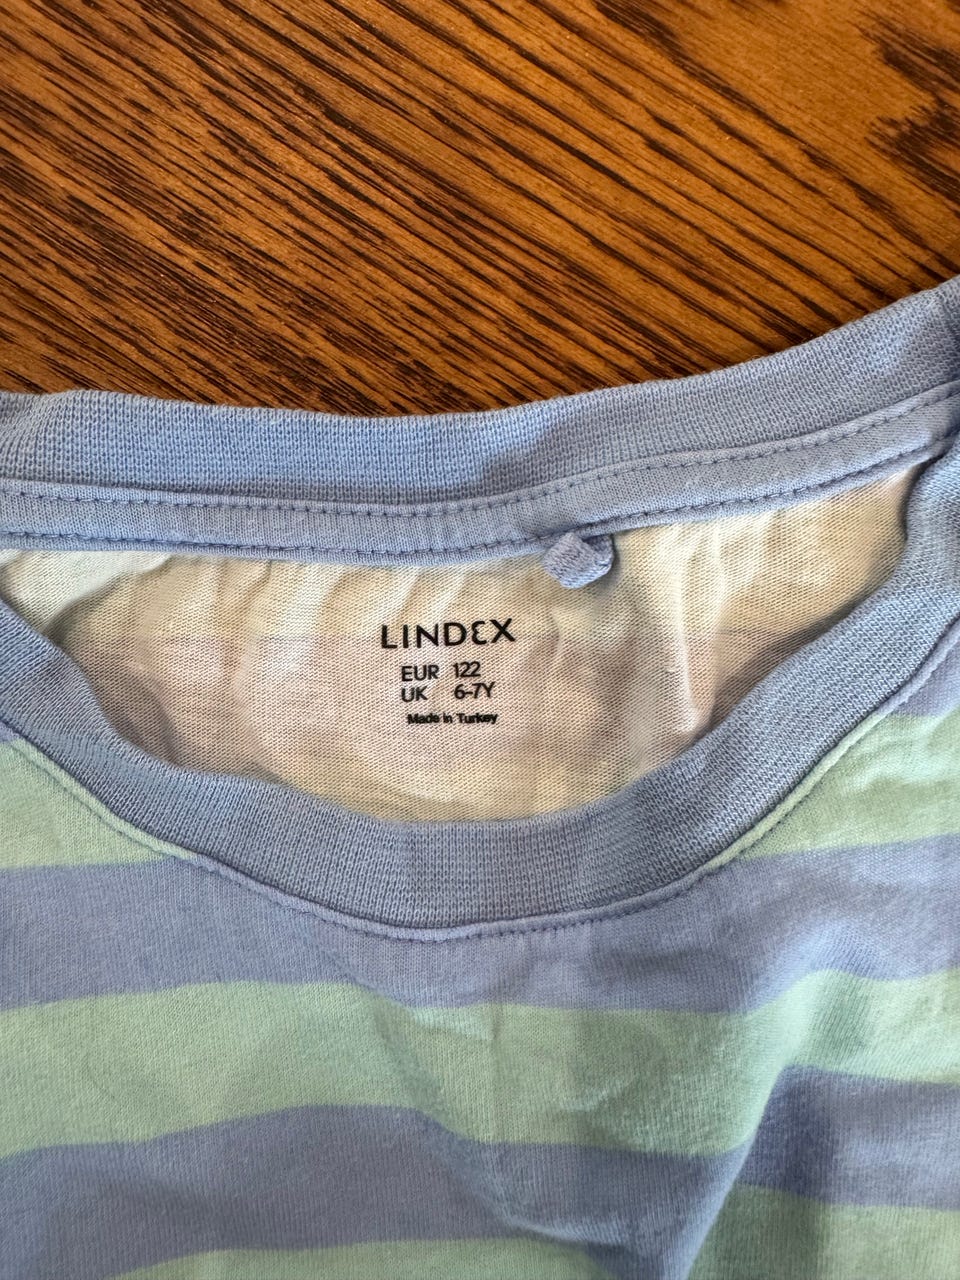 LINDEX
EUR 122
UK 6-7Y
Made in Turkey